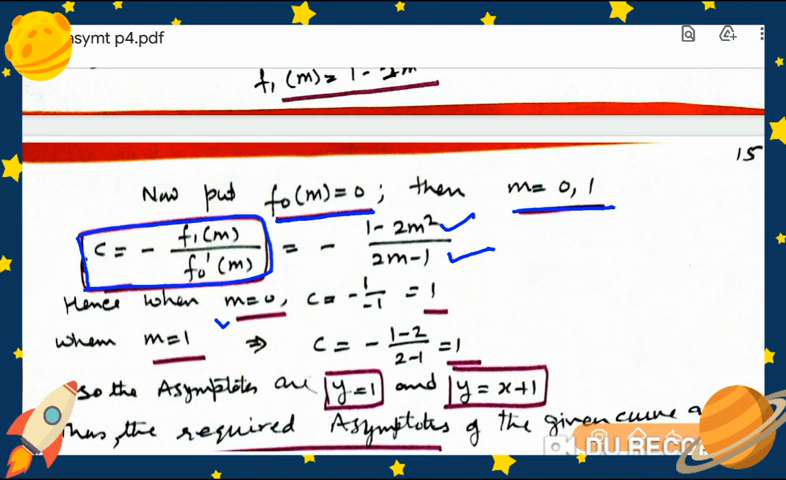 asymt p4.pdf
f₁(m) = 1 - 2m
15
Now put f₀(m)=0 ; then m= 0, 1
c = - f₁(m) / f₀'(m) = - 1-2m² / 2m-1
Hence when m=0, c = - 1/-1 = 1
when m=1 ⇒ c = - 1-2 / 2-1 = 1
so the Asymptotes are y=1 and y = x+1
Thus, the required Asymptotes of the given curve a
DU RECOR